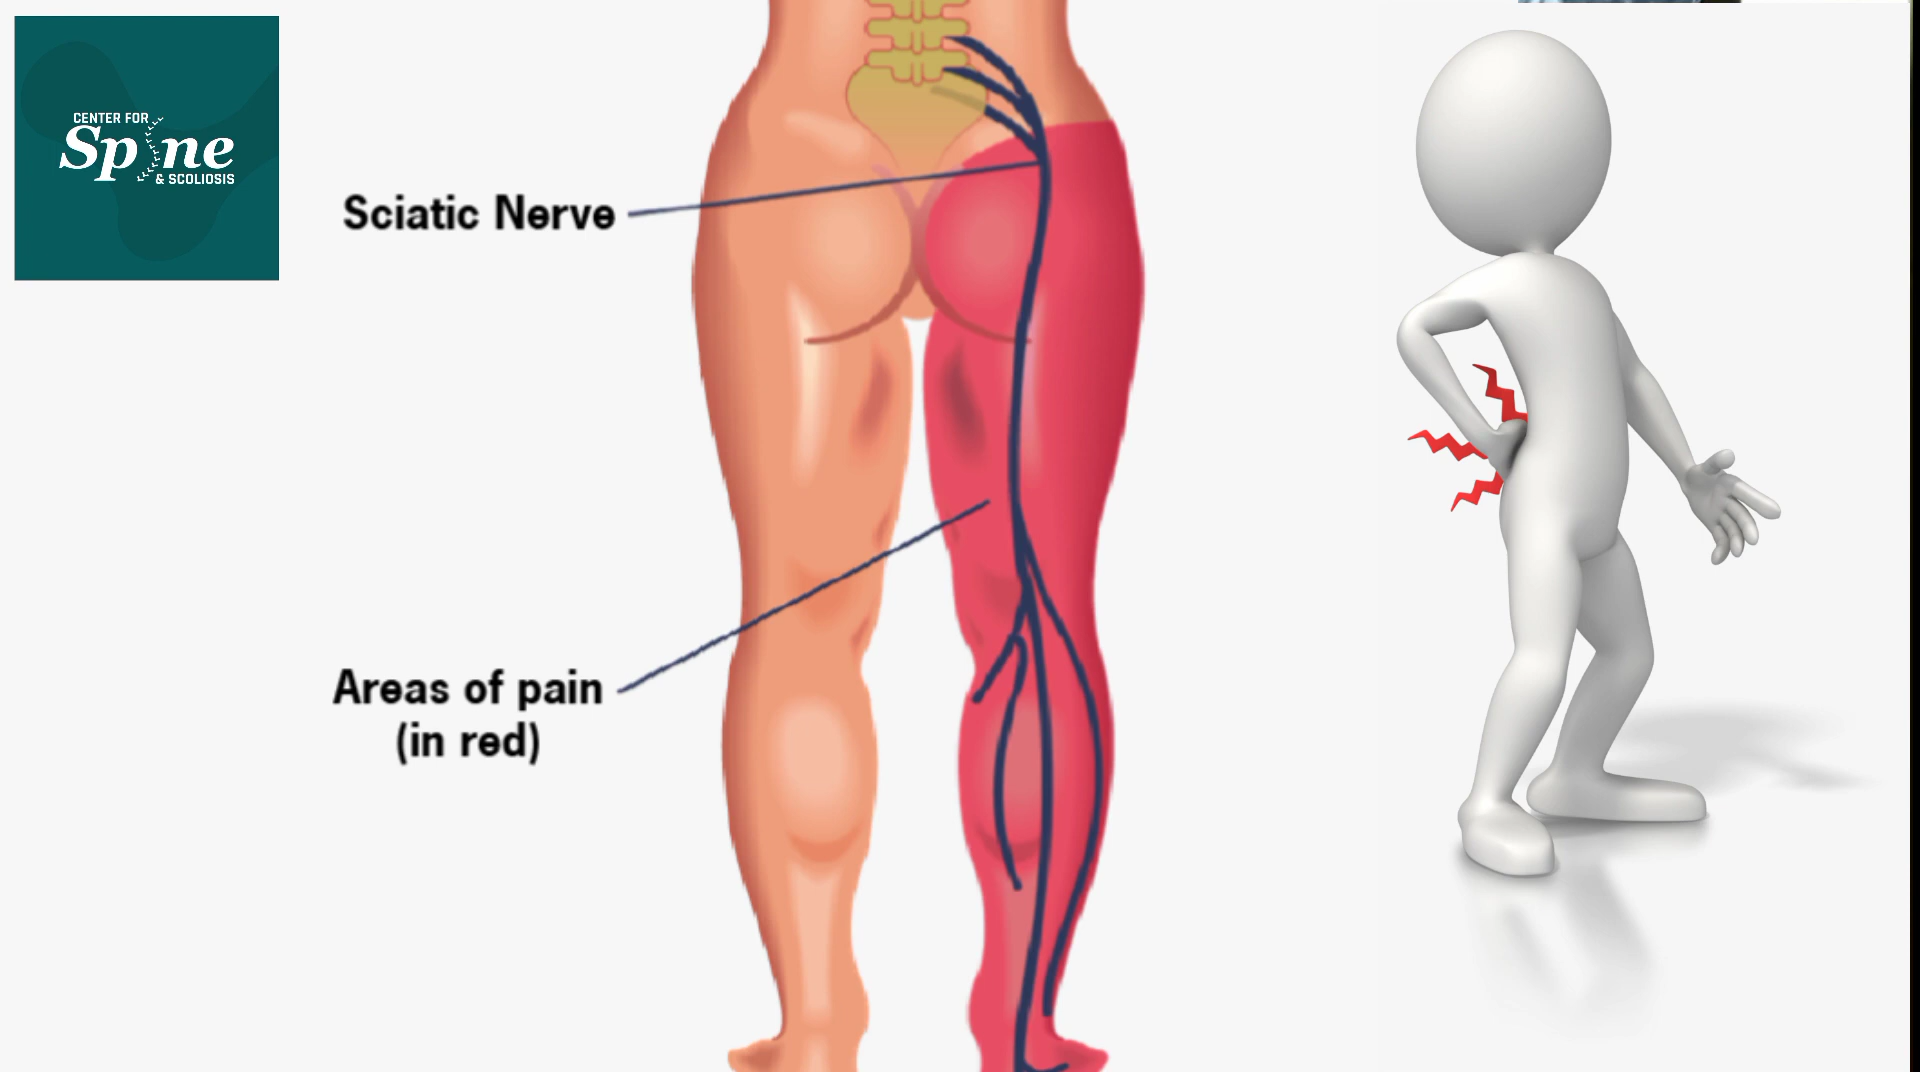 CENTER FOR
Spine
& SCOLIOSIS
Sciatic Nerve
Areas of pain
(in red)